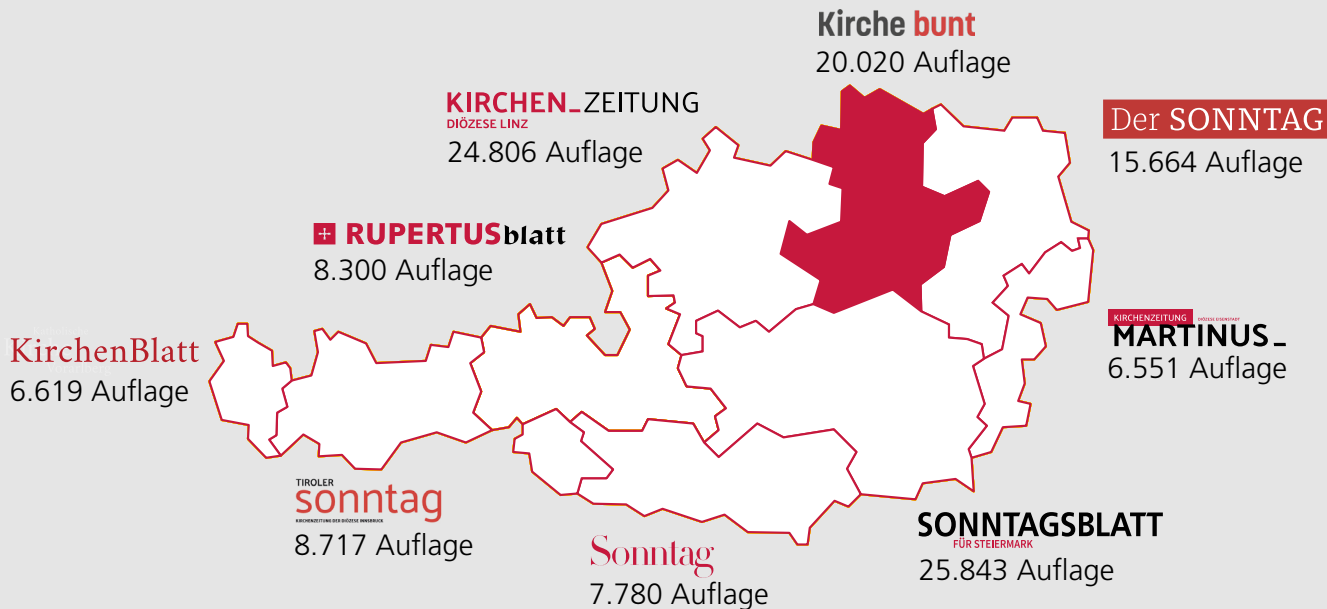 Kirche bunt
20.020 Auflage
KIRCHEN_ZEITUNG
DIÖZESE LINZ
24.806 Auflage
Der SONNTAG
15.664 Auflage
RUPERTUSblatt
8.300 Auflage
KIRCHENZEITUNG DIÖZESE EISENSTADT
MARTINUS_
6.551 Auflage
KirchenBlatt
6.619 Auflage
TIROLER
sonntag
KIRCHENZEITUNG DER DIÖZESE INNSBRUCK
8.717 Auflage
Sonntag
7.780 Auflage
SONNTAGSBLATT
FÜR STEIERMARK
25.843 Auflage